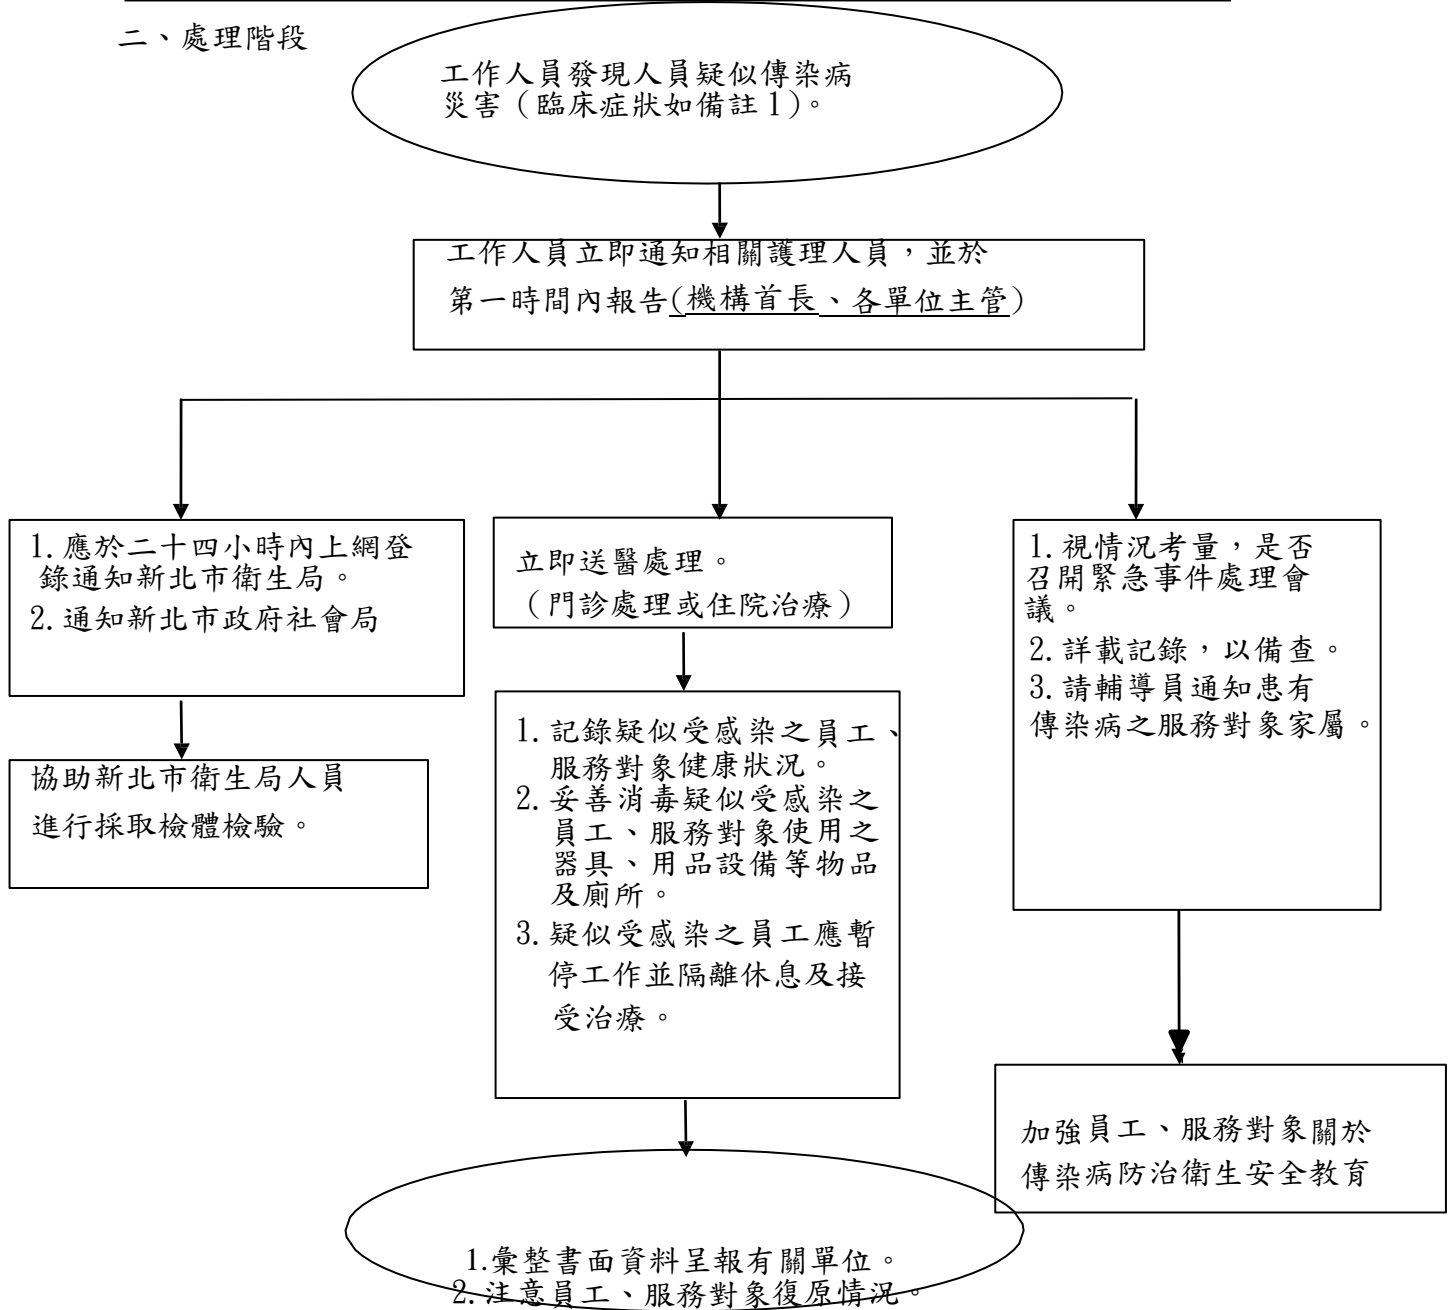 二、處理階段
工作人員發現人員疑似傳染病
災害（臨床症狀如備註1）。
工作人員立即通知相關護理人員，並於
第一時間內報告(機構首長、各單位主管)
1.應於二十四小時內上網登
錄通知新北市衛生局。
2.通知新北市政府社會局
協助新北市衛生局人員
進行採取檢體檢驗。
立即送醫處理。
（門診處理或住院治療）
1.記錄疑似受感染之員工、
服務對象健康狀況。
2.妥善消毒疑似受感染之
員工、服務對象使用之
器具、用品設備等物品
及廁所。
3.疑似受感染之員工應暫
停工作並隔離休息及接
受治療。
1.視情況考量，是否
召開緊急事件處理會
議。
2.詳載記錄，以備查。
3.請輔導員通知患有
傳染病之服務對象家屬。
加強員工、服務對象關於
傳染病防治衛生安全教育
1.彙整書面資料呈報有關單位。
2.注意員工、服務對象復原情況。